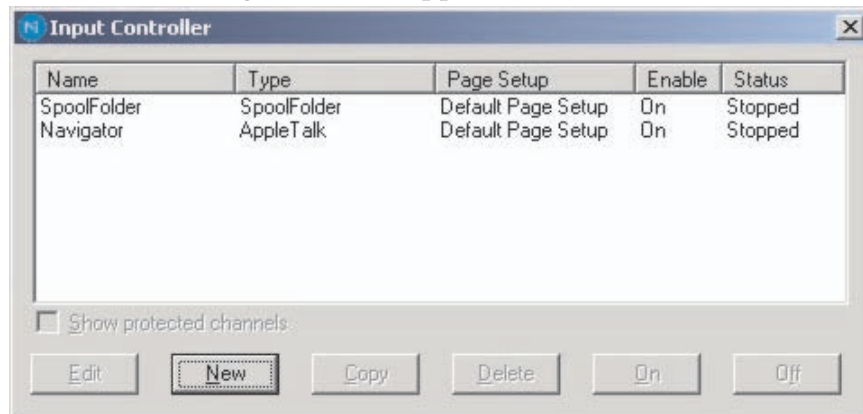 Input Controller
Name Type Page Setup Enable Status
SpoolFolder SpoolFolder Default Page Setup On Stopped
Navigator AppleTalk Default Page Setup On Stopped
Show protected channels
Edit New Copy Delete On Off